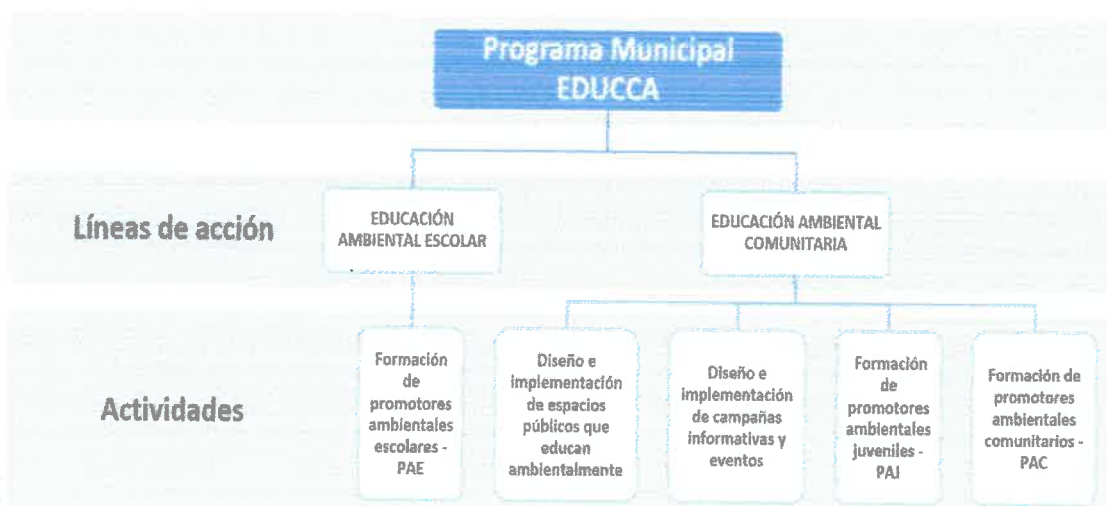 Programa Municipal
EDUCCA
Líneas de acción
EDUCACIÓN
AMBIENTAL ESCOLAR
EDUCACIÓN AMBIENTAL
COMUNITARIA
Actividades
Formación
de
promotores
ambientales
escolares -
PAE
Diseño e
implementación
de espacios
públicos que
educan
ambientalmente
Diseño e
implementación
de campañas
informativas y
eventos
Formación
de
promotores
ambientales
juveniles -
PAJ
Formación de
promotores
ambientales
comunitarios -
PAC